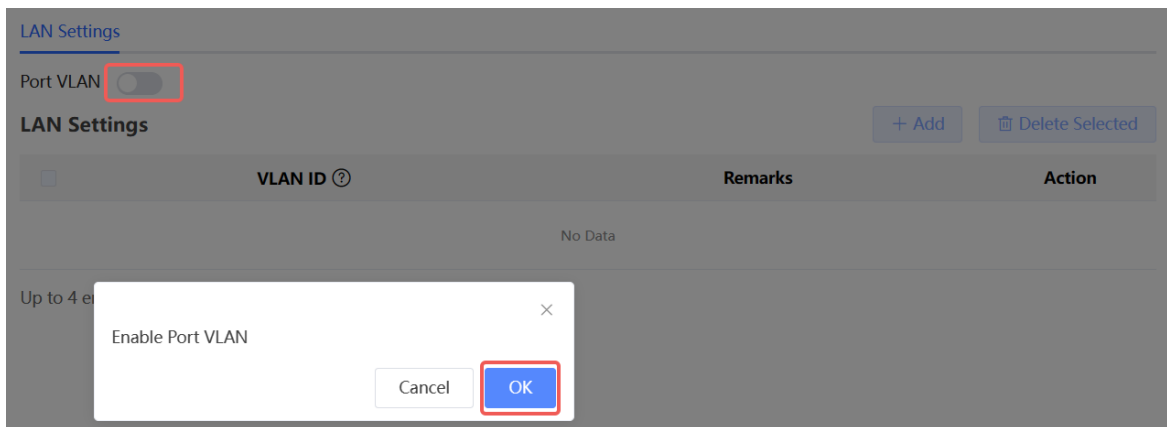 LAN Settings
Port VLAN
LAN Settings
+ Add
Delete Selected
VLAN ID ?
Remarks
Action
No Data
Up to 4
Enable Port VLAN
Cancel
OK